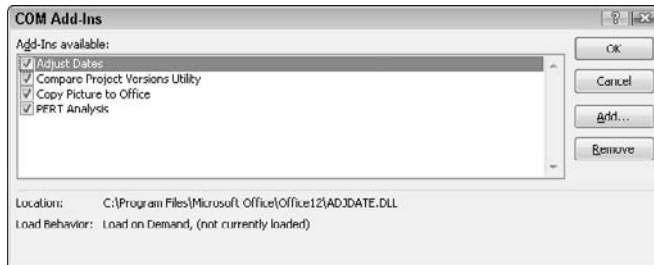 COM Add-Ins
Add-Ins available:
OK
Adjust Dates
Compare Project Versions Utility
Cancel
Copy Picture to Office
PERT Analysis
Add...
Remove
Location: C:\Program Files\Microsoft Office\Office12\ADJDATE.DLL
Load Behavior: Load on Demand, (not currently loaded)